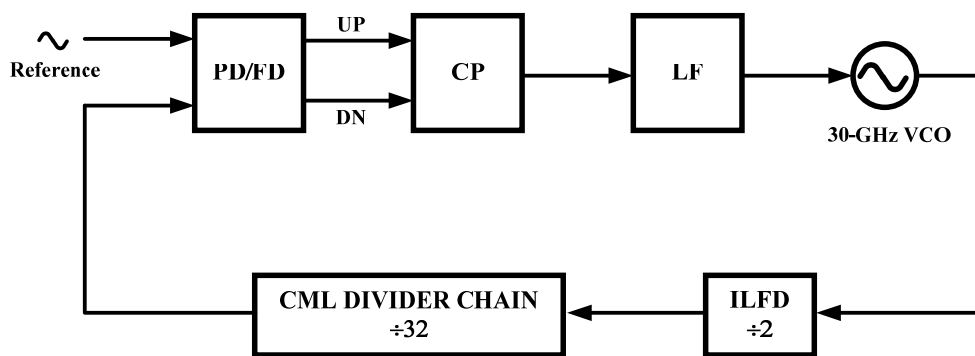 Reference
PD/FD
UP
DN
CP
LF
30-GHz VCO
CML DIVIDER CHAIN
÷32
ILFD
÷2